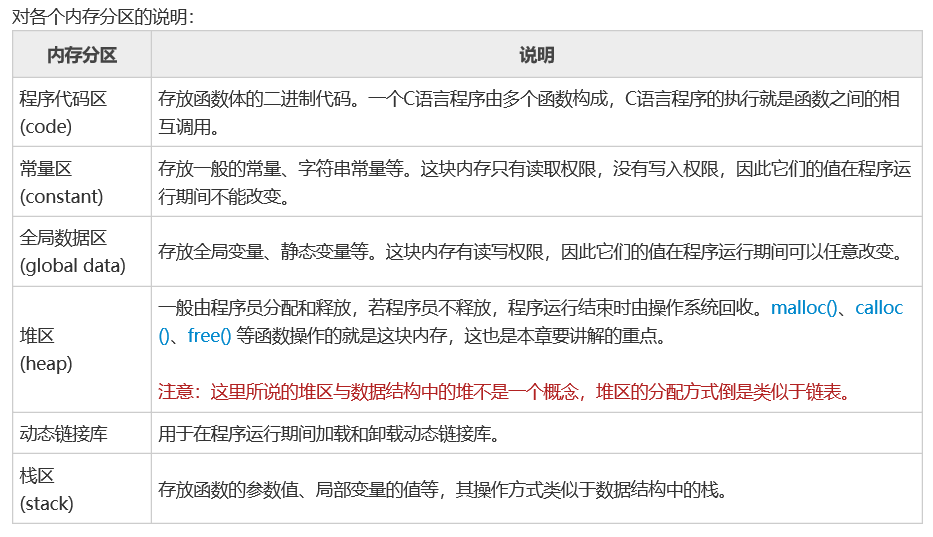 对各个内存分区的说明：
内存分区
说明
程序代码区
(code)
存放函数体的二进制代码。一个C语言程序由多个函数构成，C语言程序的执行就是函数之间的相
互调用。
常量区
(constant)
存放一般的常量、字符串常量等。这块内存只有读取权限，没有写入权限，因此它们的值在程序运
行期间不能改变。
全局数据区
(global data)
存放全局变量、静态变量等。这块内存有读写权限，因此它们的值在程序运行期间可以任意改变。
堆区
(heap)
一般由程序员分配和释放，若程序员不释放，程序运行结束时由操作系统回收。malloc()、calloc
()、free() 等函数操作的就是这块内存，这也是本章要讲解的重点。
注意：这里所说的堆区与数据结构中的堆不是一个概念，堆区的分配方式倒是类似于链表。
动态链接库
用于在程序运行期间加载和卸载动态链接库。
栈区
(stack)
存放函数的参数值、局部变量的值等，其操作方式类似于数据结构中的栈。